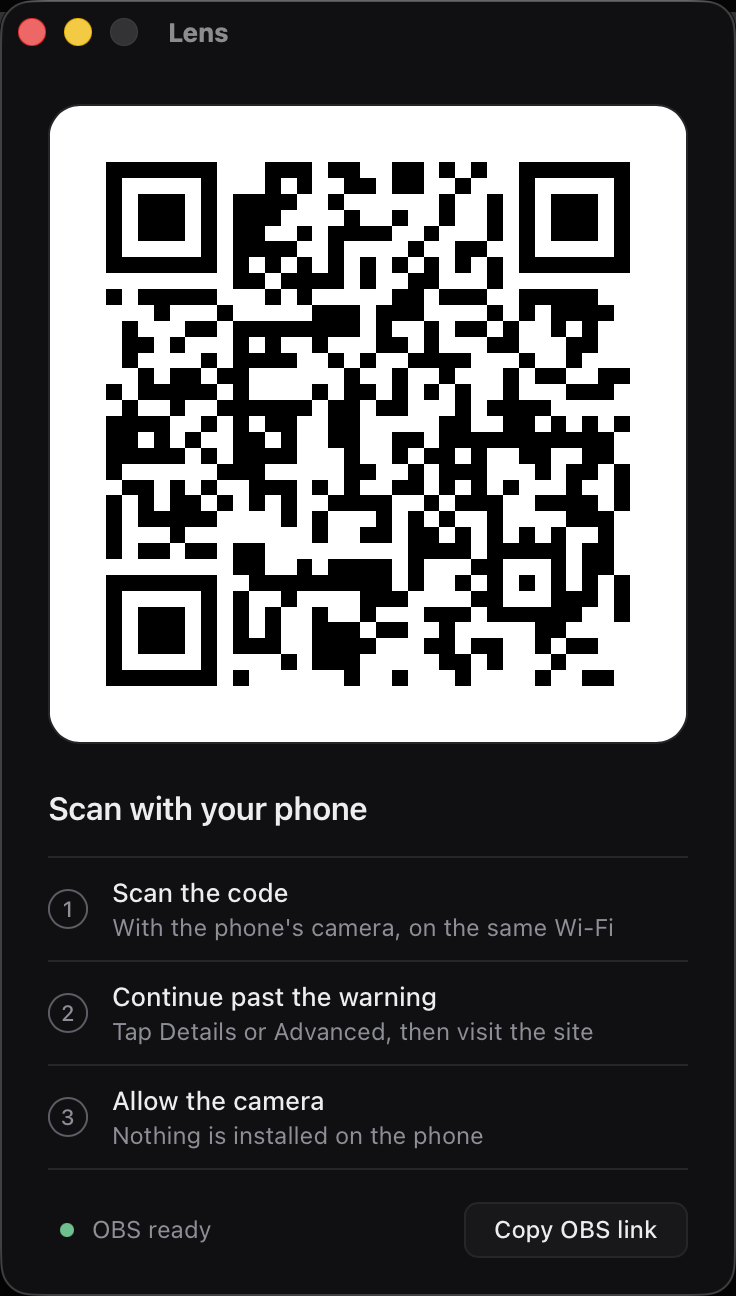 Lens
Scan with your phone
1
Scan the code
With the phone's camera, on the same Wi-Fi
2
Continue past the warning
Tap Details or Advanced, then visit the site
3
Allow the camera
Nothing is installed on the phone
OBS ready
Copy OBS link